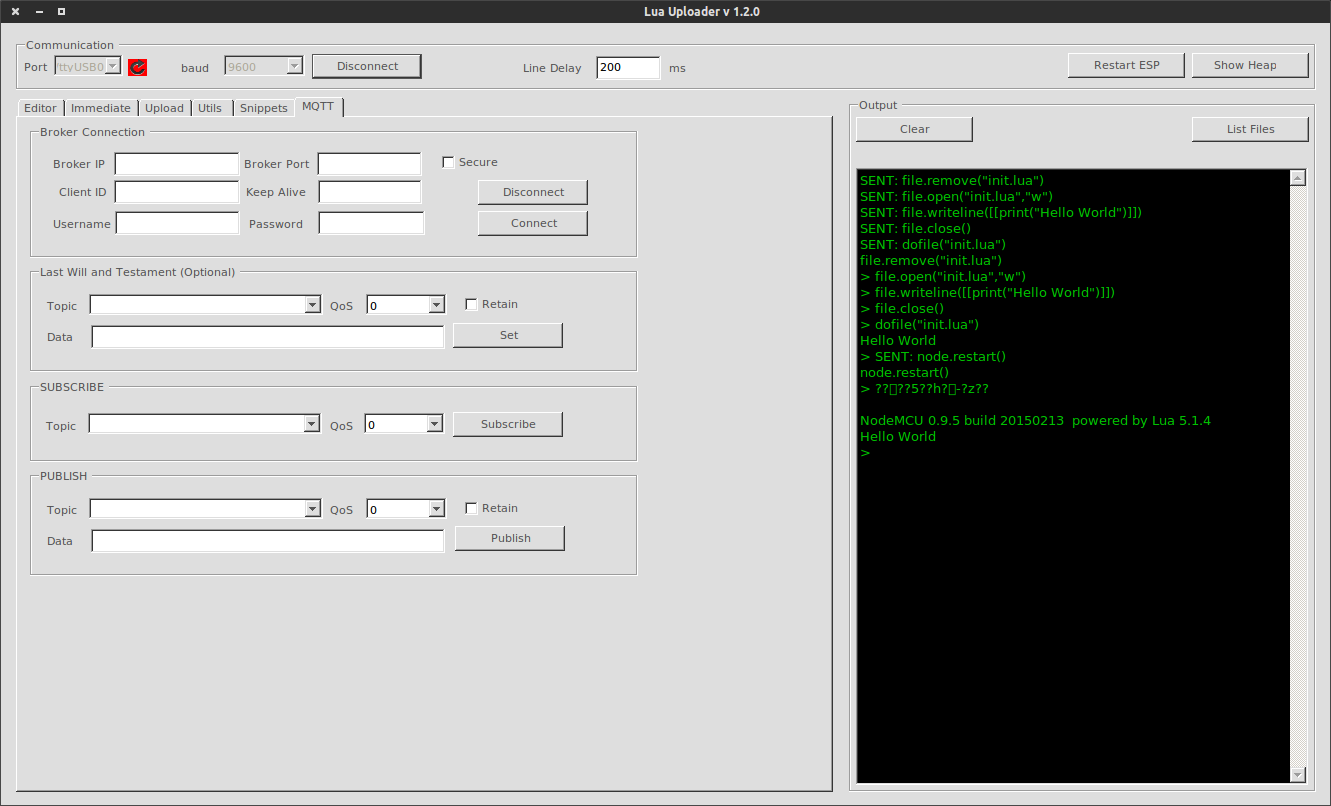 Lua Uploader v 1.2.0
Communication
Port ttyUSB0 baud 9600 Disconnect Line Delay 200 ms Restart ESP Show Heap
Editor Immediate Upload Utils Snippets MQTT
Broker Connection
Broker IP Broker Port Secure
Client ID Keep Alive Disconnect
Username Password Connect
Last Will and Testament (Optional)
Topic QoS 0 Retain
Data Set
SUBSCRIBE
Topic QoS 0 Subscribe
PUBLISH
Topic QoS 0 Retain
Data Publish
Output
Clear List Files
SENT: file.remove("init.lua")
SENT: file.open("init.lua","w")
SENT: file.writeline([[print("Hello World")]])
SENT: file.close()
SENT: dofile("init.lua")
file.remove("init.lua")
> file.open("init.lua","w")
> file.writeline([[print("Hello World")]])
> file.close()
> dofile("init.lua")
Hello World
> SENT: node.restart()
node.restart()
> ??▯??5??h?▯-?z??
NodeMCU 0.9.5 build 20150213  powered by Lua 5.1.4
Hello World
>